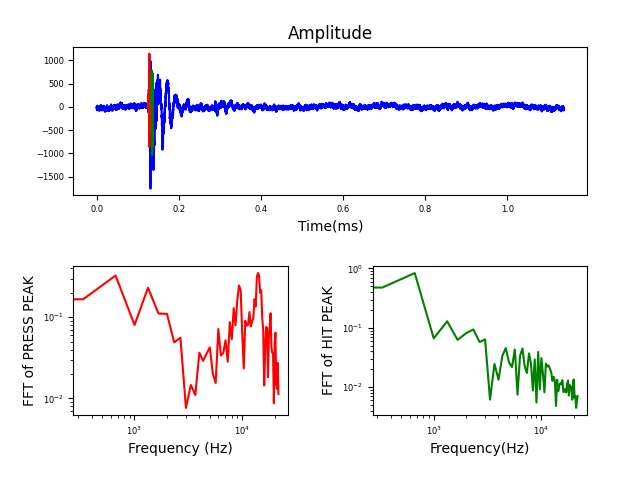 Amplitude
1000
500
0
−500
−1000
−1500
0.0 0.2 0.4 0.6 0.8 1.0
Time(ms)
FFT of PRESS PEAK
10⁻¹
10⁻²
10³ 10⁴
Frequency (Hz)
FFT of HIT PEAK
10⁰
10⁻¹
10⁻²
10³ 10⁴
Frequency(Hz)